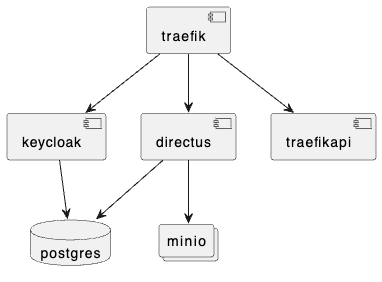 traefik
keycloak
directus
traefikapi
postgres
minio